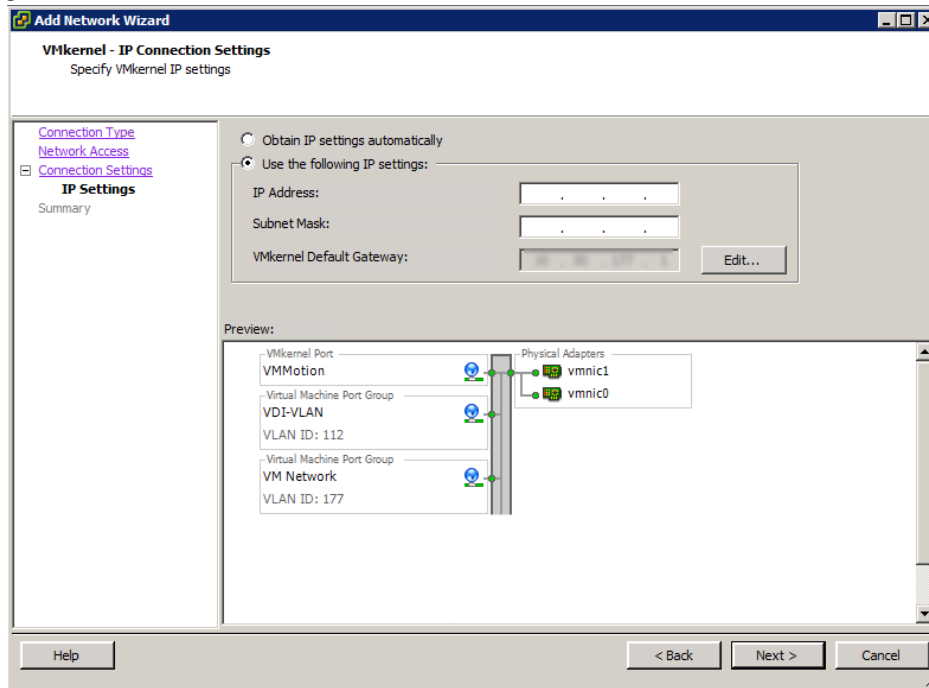 Add Network Wizard
VMkernel - IP Connection Settings
Specify VMkernel IP settings
Connection Type
Network Access
Connection Settings
IP Settings
Summary
Obtain IP settings automatically
Use the following IP settings:
IP Address:
Subnet Mask:
VMkernel Default Gateway:
Edit...
Preview:
VMkernel Port
VMMotion
Virtual Machine Port Group
VDI-VLAN
VLAN ID: 112
Virtual Machine Port Group
VM Network
VLAN ID: 177
Physical Adapters
vmnic1
vmnic0
Help
< Back
Next >
Cancel